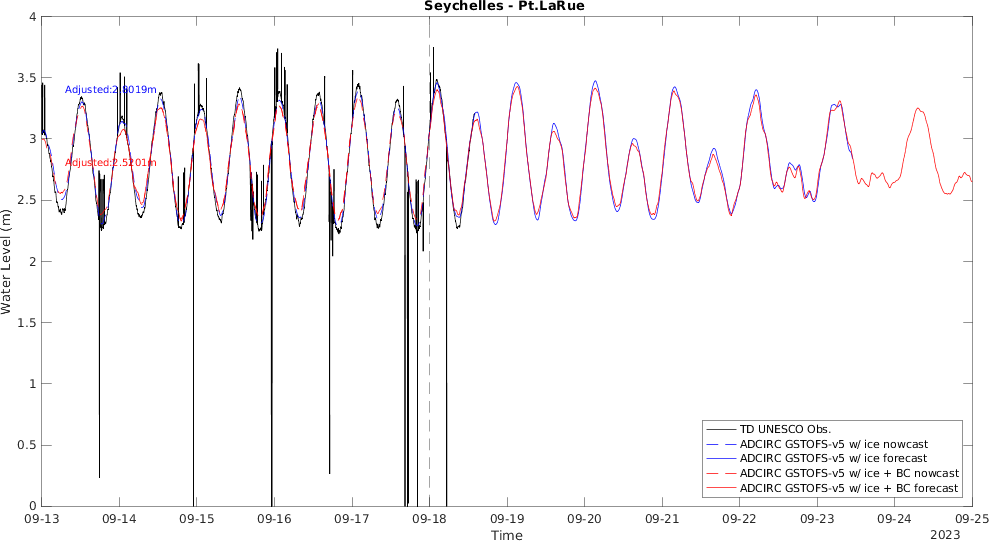 Seychelles - Pt.LaRue
4
3.5
3
2.5
2
1.5
1
0.5
0
Water Level (m)
Adjusted:2.8019m
Adjusted:2.5201m
TD UNESCO Obs.
ADCIRC GSTOFS-v5 w/ ice nowcast
ADCIRC GSTOFS-v5 w/ ice forecast
ADCIRC GSTOFS-v5 w/ ice + BC nowcast
ADCIRC GSTOFS-v5 w/ ice + BC forecast
09-13 09-14 09-15 09-16 09-17 09-18 09-19 09-20 09-21 09-22 09-23 09-24 09-25
Time
2023